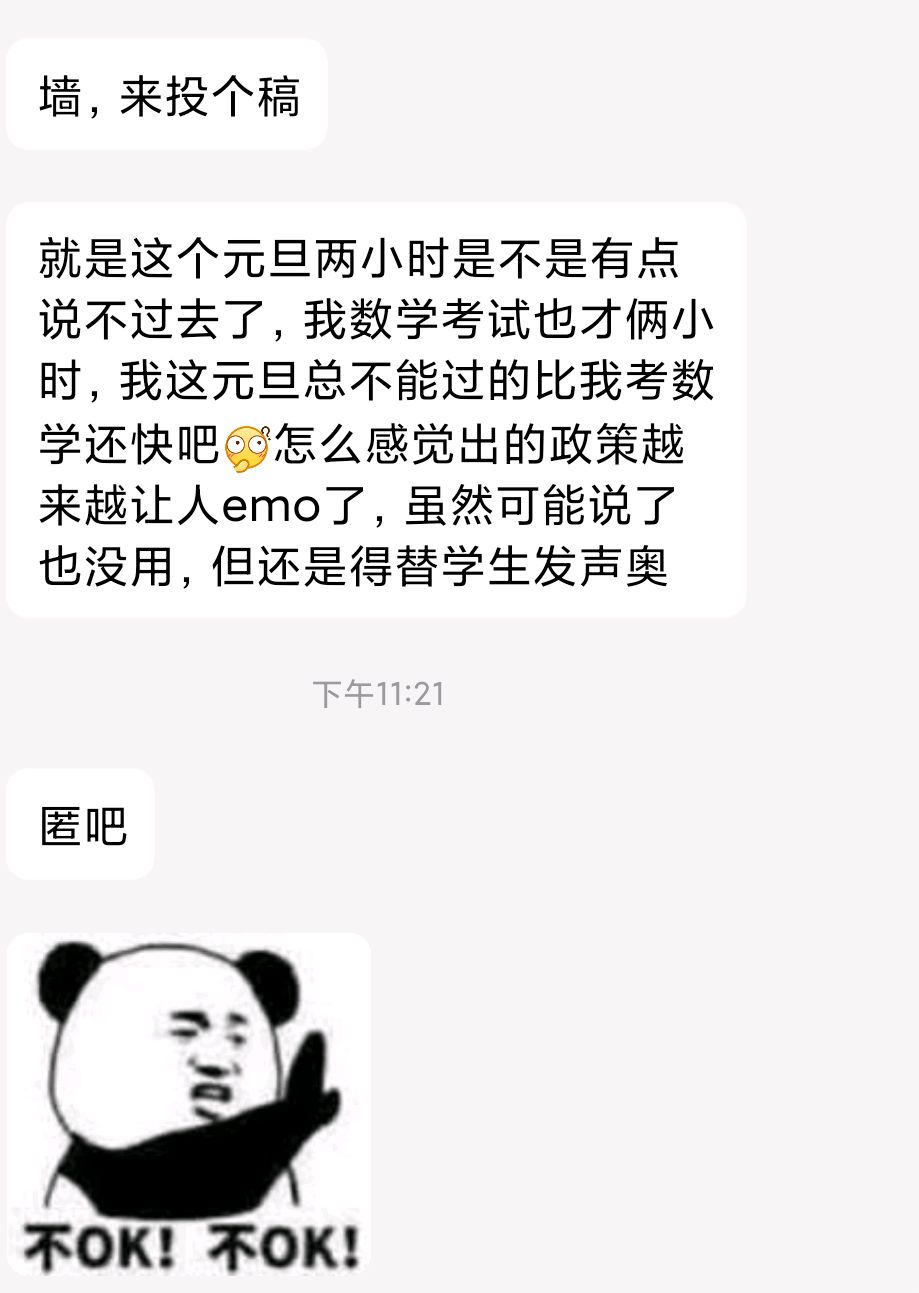 墙，来投个稿
就是这个元旦两小时是不是有点
说不过去了，我数学考试也才俩小
时，我这元旦总不能过的比我考数
学还快吧怎么感觉出的政策越
来越让人emo了，虽然可能说了
也没用，但还是得替学生发声奥
下午11:21
匿吧
不OK！不OK！